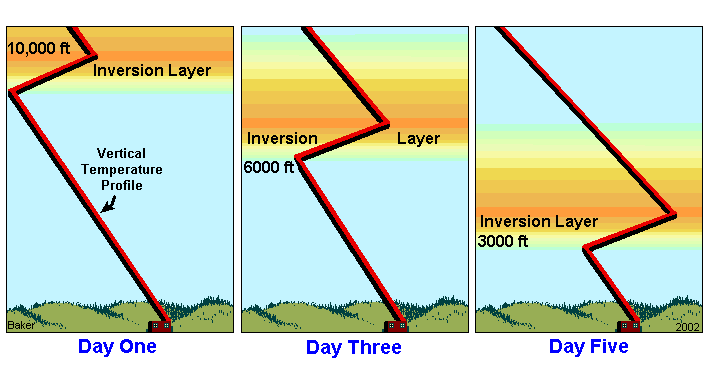 10,000 ft
Inversion Layer
Vertical
Temperature
Profile
Baker
Day One
Inversion Layer
6000 ft
Day Three
Inversion Layer
3000 ft
2002
Day Five